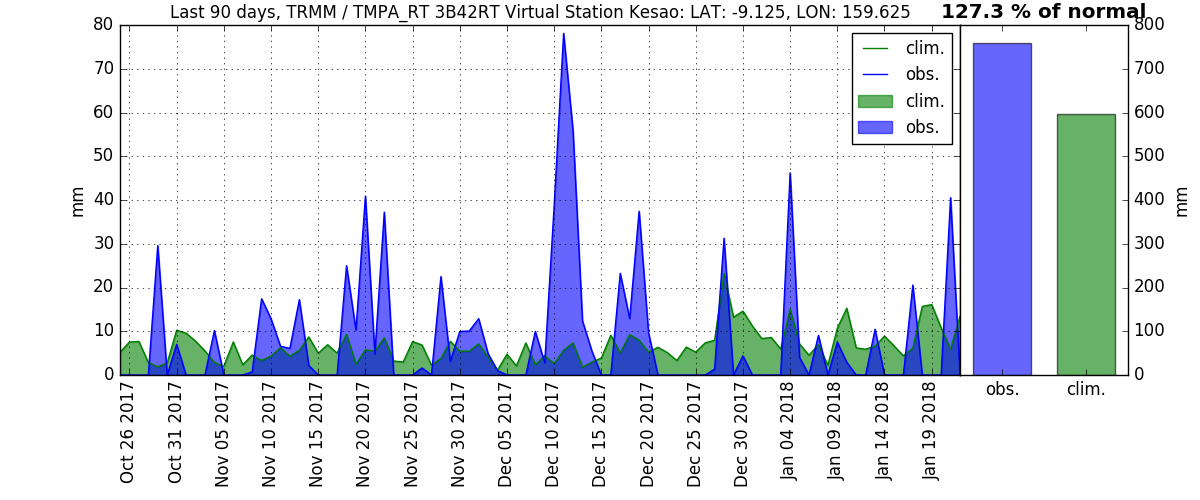 Last 90 days, TRMM / TMPA_RT 3B42RT Virtual Station Kesao: LAT: -9.125, LON: 159.625
127.3 % of normal
80
70
60
50
40
30
20
10
0
mm
clim.
obs.
clim.
obs.
800
700
600
500
400
300
200
100
0
mm
Oct 26 2017
Oct 31 2017
Nov 05 2017
Nov 10 2017
Nov 15 2017
Nov 20 2017
Nov 25 2017
Nov 30 2017
Dec 05 2017
Dec 10 2017
Dec 15 2017
Dec 20 2017
Dec 25 2017
Dec 30 2017
Jan 04 2018
Jan 09 2018
Jan 14 2018
Jan 19 2018
obs.
clim.